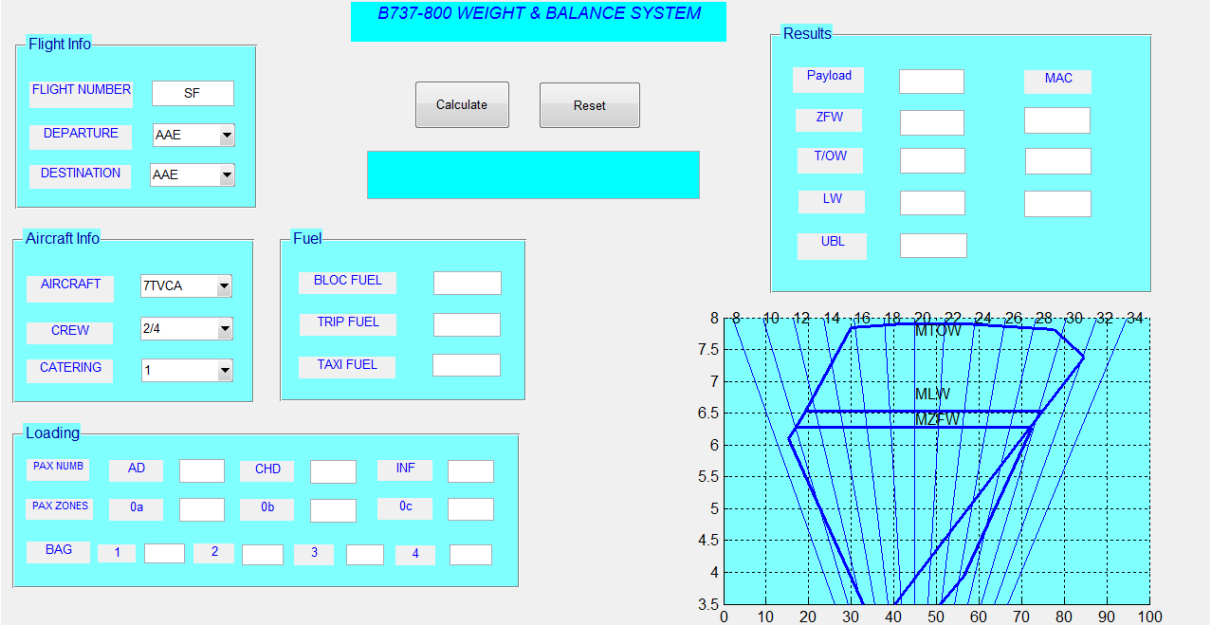 B737-800 WEIGHT & BALANCE SYSTEM
Flight Info
FLIGHT NUMBER SF
DEPARTURE AAE
DESTINATION AAE
Calculate Reset
Results
Payload MAC
ZFW
T/OW
LW
UBL
Aircraft Info
AIRCRAFT 7TVCA
CREW 2/4
CATERING 1
Fuel
BLOC FUEL
TRIP FUEL
TAXI FUEL
Loading
PAX NUMB AD CHD INF
PAX ZONES 0a 0b 0c
BAG 1 2 3 4
8 10 12 14 16 18 20 22 24 26 28 30 32 34
MTOW
MLW
MZFW
8
7.5
7
6.5
6
5.5
5
4.5
4
3.5
0 10 20 30 40 50 60 70 80 90 100